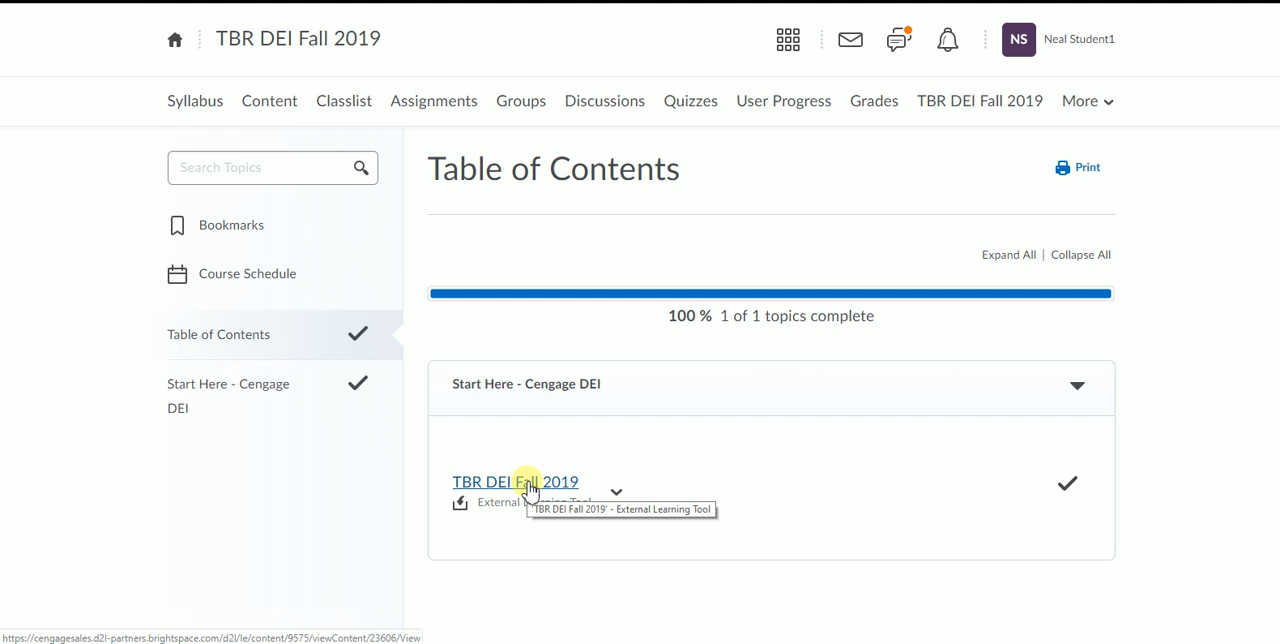 TBR DEI Fall 2019
NS
Neal Student1
Syllabus Content Classlist Assignments Groups Discussions Quizzes User Progress Grades TBR DEI Fall 2019 More
Search Topics
Bookmarks
Course Schedule
Table of Contents
Start Here - Cengage
DEI
Table of Contents
Print
Expand All | Collapse All
100 % 1 of 1 topics complete
Start Here - Cengage DEI
TBR DEI Fall 2019
External Learning Tool
'TBR DEI Fall 2019' - External Learning Tool
https://cengagesales.d2l-partners.brightspace.com/d2l/le/content/9575/viewContent/23606/View